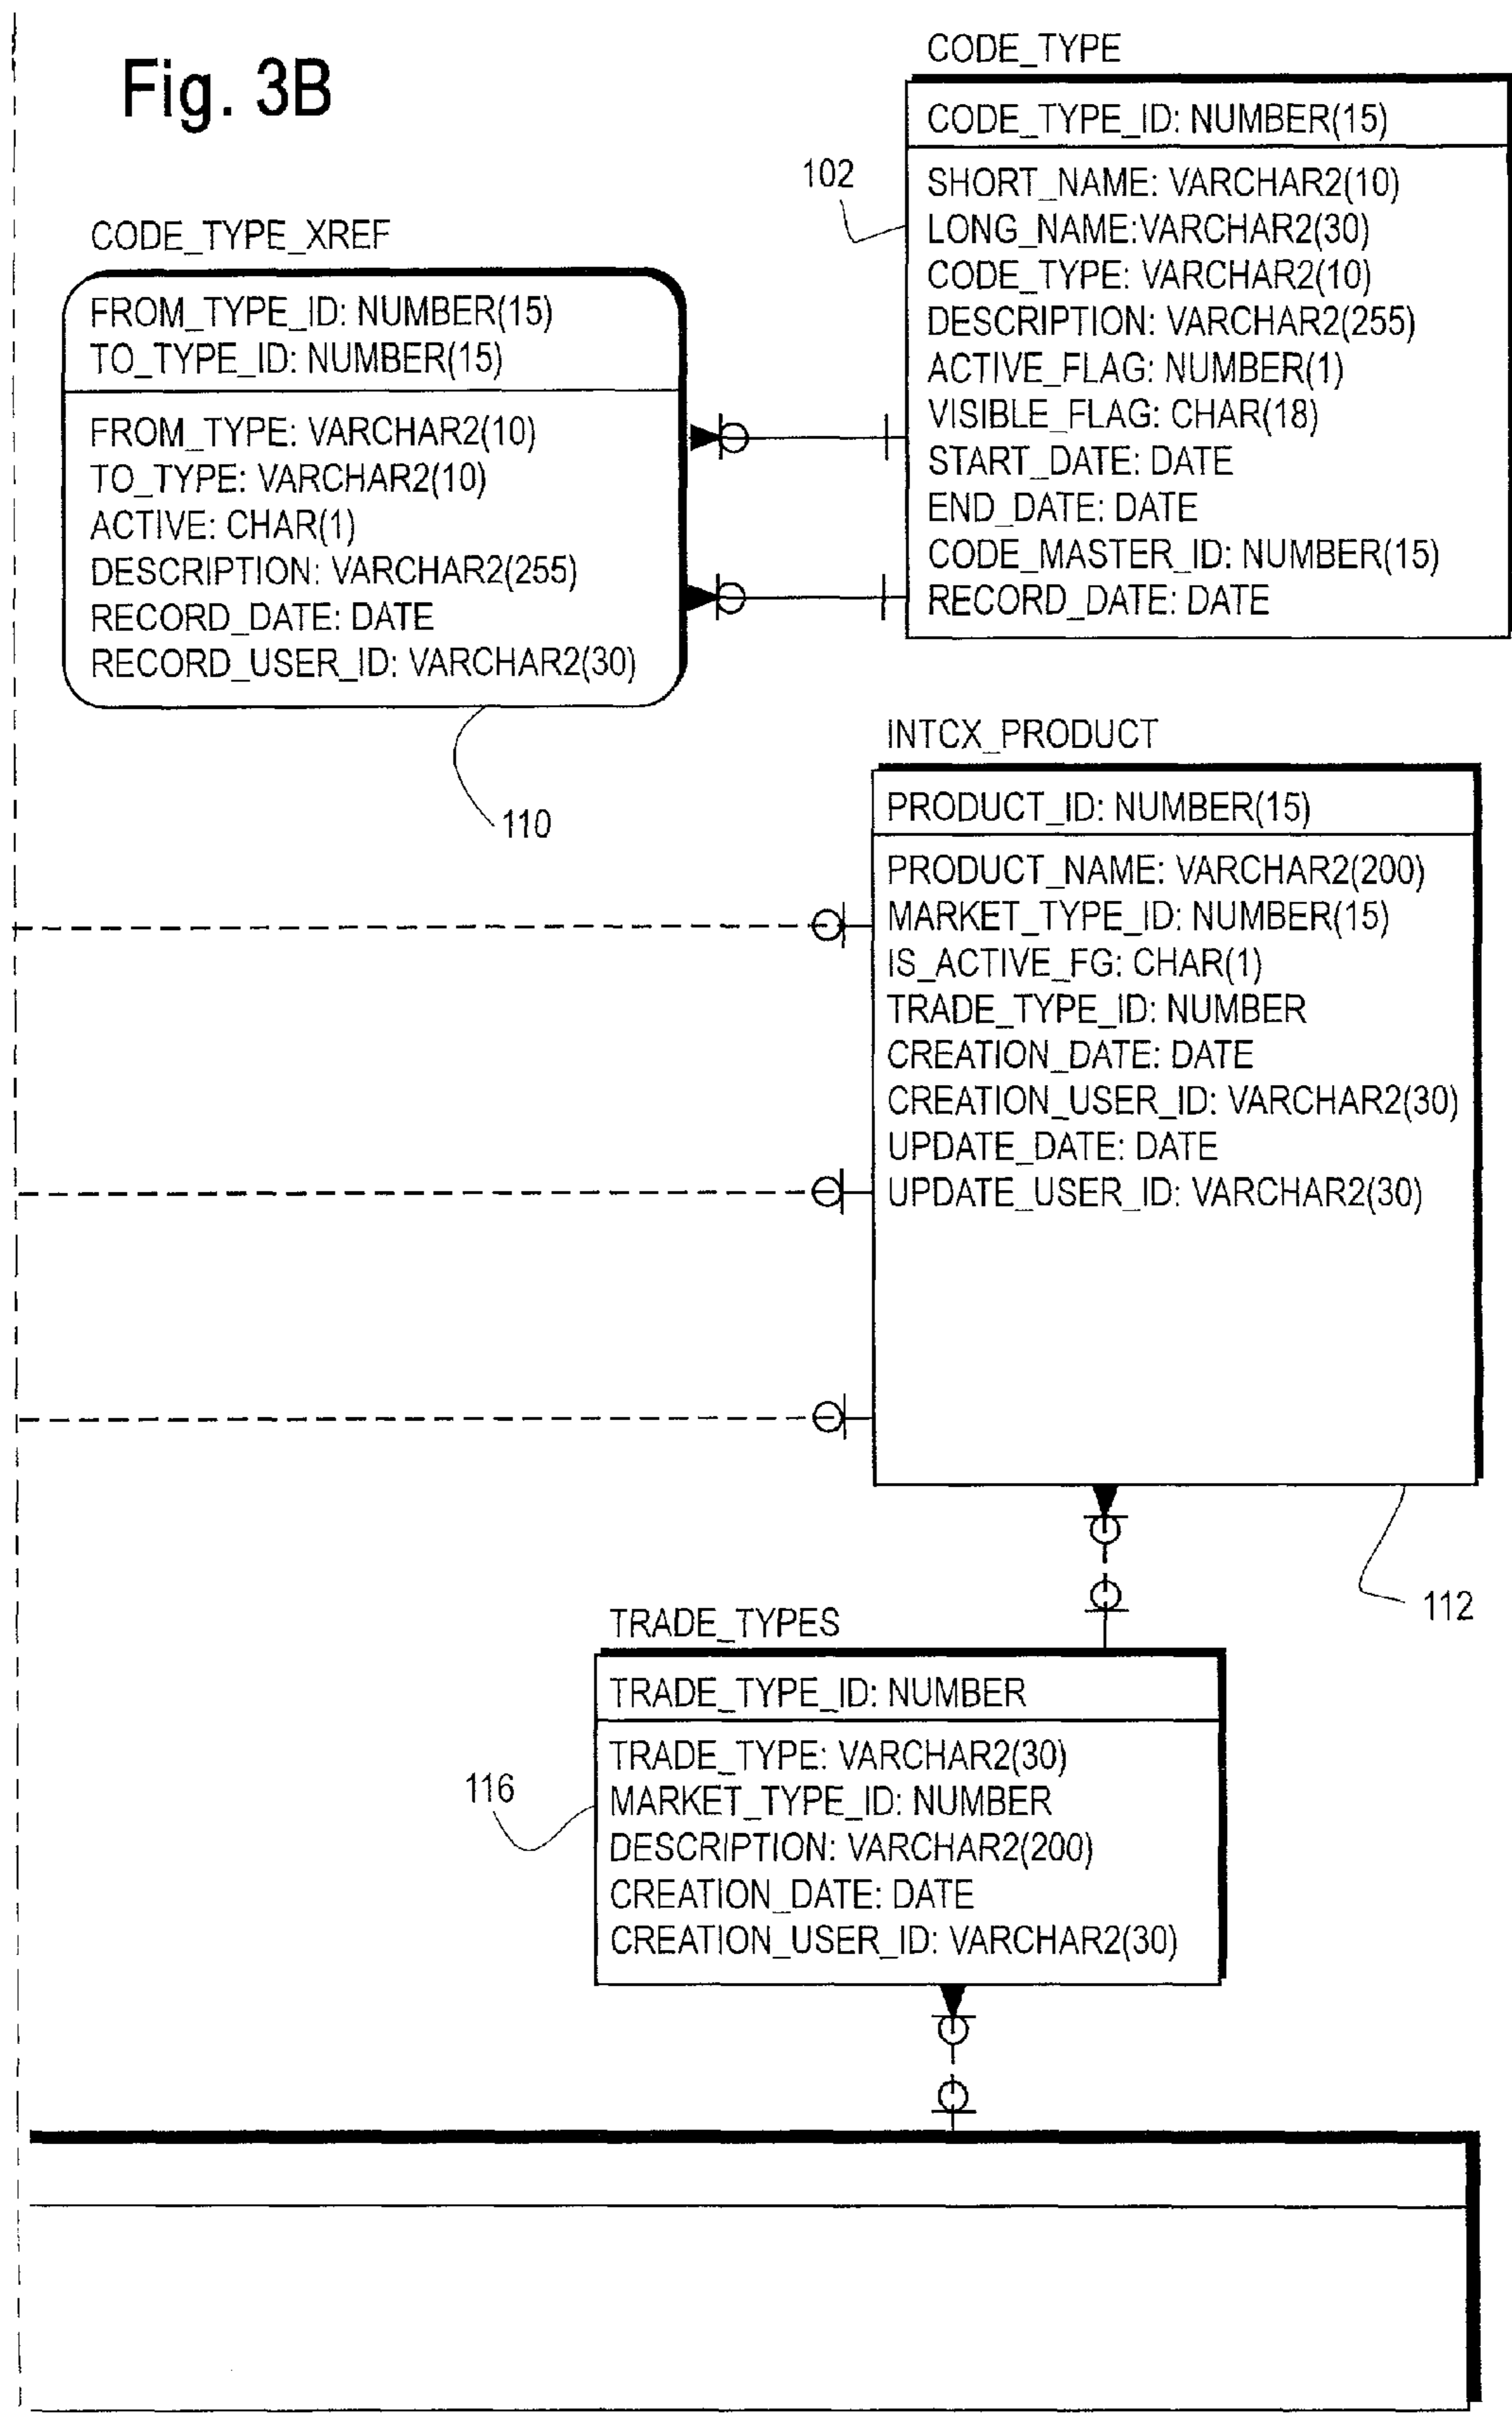 Fig. 3B
CODE_TYPE
CODE_TYPE_ID: NUMBER(15)
102
SHORT_NAME: VARCHAR2(10)
LONG_NAME:VARCHAR2(30)
CODE_TYPE: VARCHAR2(10)
DESCRIPTION: VARCHAR2(255)
ACTIVE_FLAG: NUMBER(1)
VISIBLE_FLAG: CHAR(18)
START_DATE: DATE
END_DATE: DATE
CODE_MASTER_ID: NUMBER(15)
RECORD_DATE: DATE
CODE_TYPE_XREF
FROM_TYPE_ID: NUMBER(15)
TO_TYPE_ID: NUMBER(15)
FROM_TYPE: VARCHAR2(10)
TO_TYPE: VARCHAR2(10)
ACTIVE: CHAR(1)
DESCRIPTION: VARCHAR2(255)
RECORD_DATE: DATE
RECORD_USER_ID: VARCHAR2(30)
110
INTCX_PRODUCT
PRODUCT_ID: NUMBER(15)
PRODUCT_NAME: VARCHAR2(200)
MARKET_TYPE_ID: NUMBER(15)
IS_ACTIVE_FG: CHAR(1)
TRADE_TYPE_ID: NUMBER
CREATION_DATE: DATE
CREATION_USER_ID: VARCHAR2(30)
UPDATE_DATE: DATE
UPDATE_USER_ID: VARCHAR2(30)
112
TRADE_TYPES
TRADE_TYPE_ID: NUMBER
116
TRADE_TYPE: VARCHAR2(30)
MARKET_TYPE_ID: NUMBER
DESCRIPTION: VARCHAR2(200)
CREATION_DATE: DATE
CREATION_USER_ID: VARCHAR2(30)